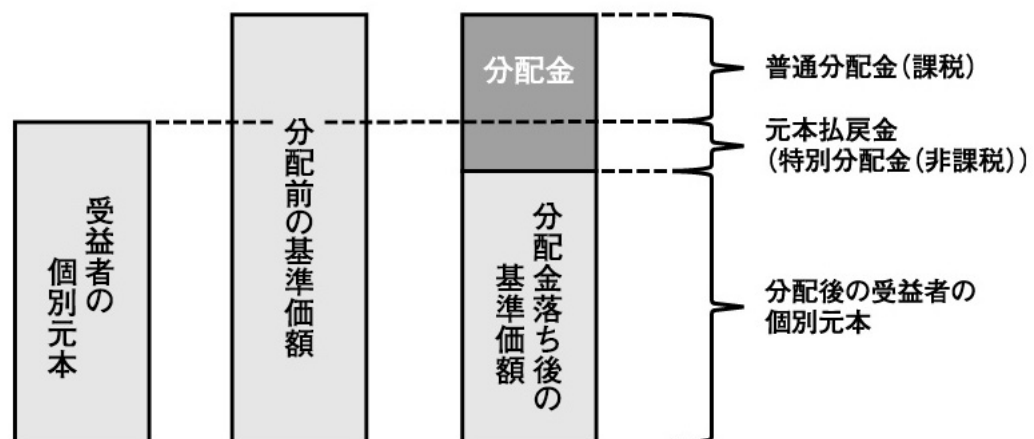 受益者の
個別元本
分配前の基準価額
分配金
分配金落ち後の
基準価額
普通分配金(課税)
元本払戻金
(特別分配金(非課税))
分配後の受益者の
個別元本